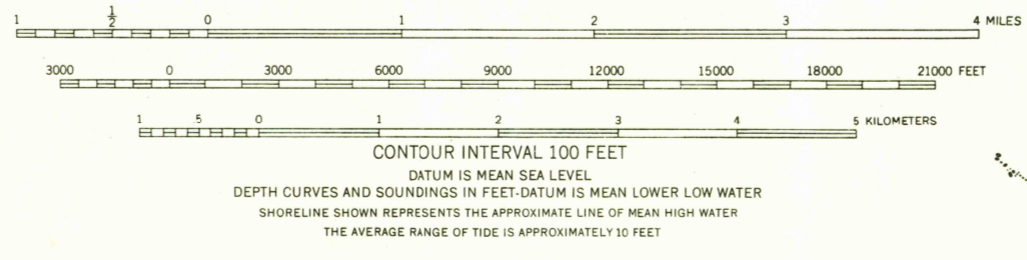 1 ½ 0 1 2 3 4 MILES
3000 0 3000 6000 9000 12000 15000 18000 21000 FEET
1 .5 0 1 2 3 4 5 KILOMETERS
CONTOUR INTERVAL 100 FEET
DATUM IS MEAN SEA LEVEL
DEPTH CURVES AND SOUNDINGS IN FEET-DATUM IS MEAN LOWER LOW WATER
SHORELINE SHOWN REPRESENTS THE APPROXIMATE LINE OF MEAN HIGH WATER
THE AVERAGE RANGE OF TIDE IS APPROXIMATELY 10 FEET